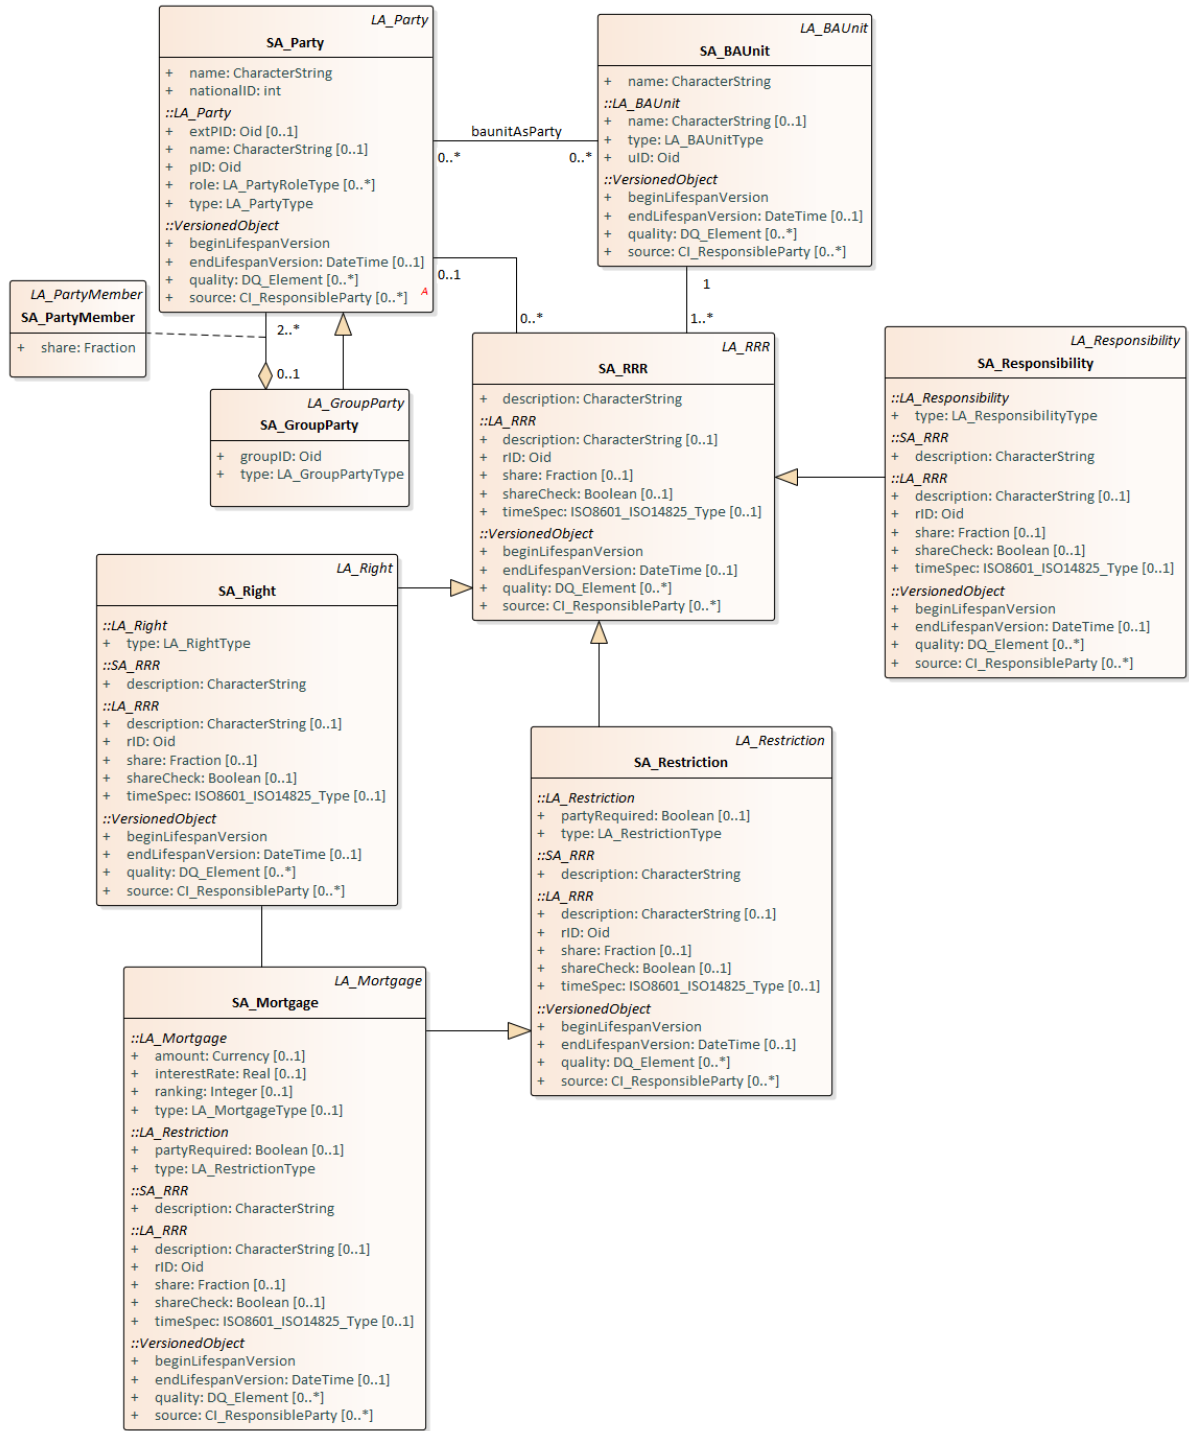 LA_Party
SA_Party
+ name: CharacterString
+ nationalID: int
::LA_Party
+ extPID: Oid [0..1]
+ name: CharacterString [0..1]
+ pID: Oid
+ role: LA_PartyRoleType [0..*]
+ type: LA_PartyType
::VersionedObject
+ beginLifespanVersion
+ endLifespanVersion: DateTime [0..1]
+ quality: DQ_Element [0..*]
+ source: CI_ResponsibleParty [0..*]
A
LA_BAUnit
SA_BAUnit
+ name: CharacterString
::LA_BAUnit
+ name: CharacterString [0..1]
+ type: LA_BAUnitType
+ uID: Oid
::VersionedObject
+ beginLifespanVersion
+ endLifespanVersion: DateTime [0..1]
+ quality: DQ_Element [0..*]
+ source: CI_ResponsibleParty [0..*]
baunitAsParty
0..*
0..*
0..1
0..*
1
1..*
LA_PartyMember
SA_PartyMember
+ share: Fraction
2..*
0..1
LA_GroupParty
SA_GroupParty
+ groupID: Oid
+ type: LA_GroupPartyType
LA_RRR
SA_RRR
+ description: CharacterString
::LA_RRR
+ description: CharacterString [0..1]
+ rID: Oid
+ share: Fraction [0..1]
+ shareCheck: Boolean [0..1]
+ timeSpec: ISO8601_ISO14825_Type [0..1]
::VersionedObject
+ beginLifespanVersion
+ endLifespanVersion: DateTime [0..1]
+ quality: DQ_Element [0..*]
+ source: CI_ResponsibleParty [0..*]
LA_Responsibility
SA_Responsibility
::LA_Responsibility
+ type: LA_ResponsibilityType
::SA_RRR
+ description: CharacterString
::LA_RRR
+ description: CharacterString [0..1]
+ rID: Oid
+ share: Fraction [0..1]
+ shareCheck: Boolean [0..1]
+ timeSpec: ISO8601_ISO14825_Type [0..1]
::VersionedObject
+ beginLifespanVersion
+ endLifespanVersion: DateTime [0..1]
+ quality: DQ_Element [0..*]
+ source: CI_ResponsibleParty [0..*]
LA_Right
SA_Right
::LA_Right
+ type: LA_RightType
::SA_RRR
+ description: CharacterString
::LA_RRR
+ description: CharacterString [0..1]
+ rID: Oid
+ share: Fraction [0..1]
+ shareCheck: Boolean [0..1]
+ timeSpec: ISO8601_ISO14825_Type [0..1]
::VersionedObject
+ beginLifespanVersion
+ endLifespanVersion: DateTime [0..1]
+ quality: DQ_Element [0..*]
+ source: CI_ResponsibleParty [0..*]
LA_Restriction
SA_Restriction
::LA_Restriction
+ partyRequired: Boolean [0..1]
+ type: LA_RestrictionType
::SA_RRR
+ description: CharacterString
::LA_RRR
+ description: CharacterString [0..1]
+ rID: Oid
+ share: Fraction [0..1]
+ shareCheck: Boolean [0..1]
+ timeSpec: ISO8601_ISO14825_Type [0..1]
::VersionedObject
+ beginLifespanVersion
+ endLifespanVersion: DateTime [0..1]
+ quality: DQ_Element [0..*]
+ source: CI_ResponsibleParty [0..*]
LA_Mortgage
SA_Mortgage
::LA_Mortgage
+ amount: Currency [0..1]
+ interestRate: Real [0..1]
+ ranking: Integer [0..1]
+ type: LA_MortgageType [0..1]
::LA_Restriction
+ partyRequired: Boolean [0..1]
+ type: LA_RestrictionType
::SA_RRR
+ description: CharacterString
::LA_RRR
+ description: CharacterString [0..1]
+ rID: Oid
+ share: Fraction [0..1]
+ shareCheck: Boolean [0..1]
+ timeSpec: ISO8601_ISO14825_Type [0..1]
::VersionedObject
+ beginLifespanVersion
+ endLifespanVersion: DateTime [0..1]
+ quality: DQ_Element [0..*]
+ source: CI_ResponsibleParty [0..*]